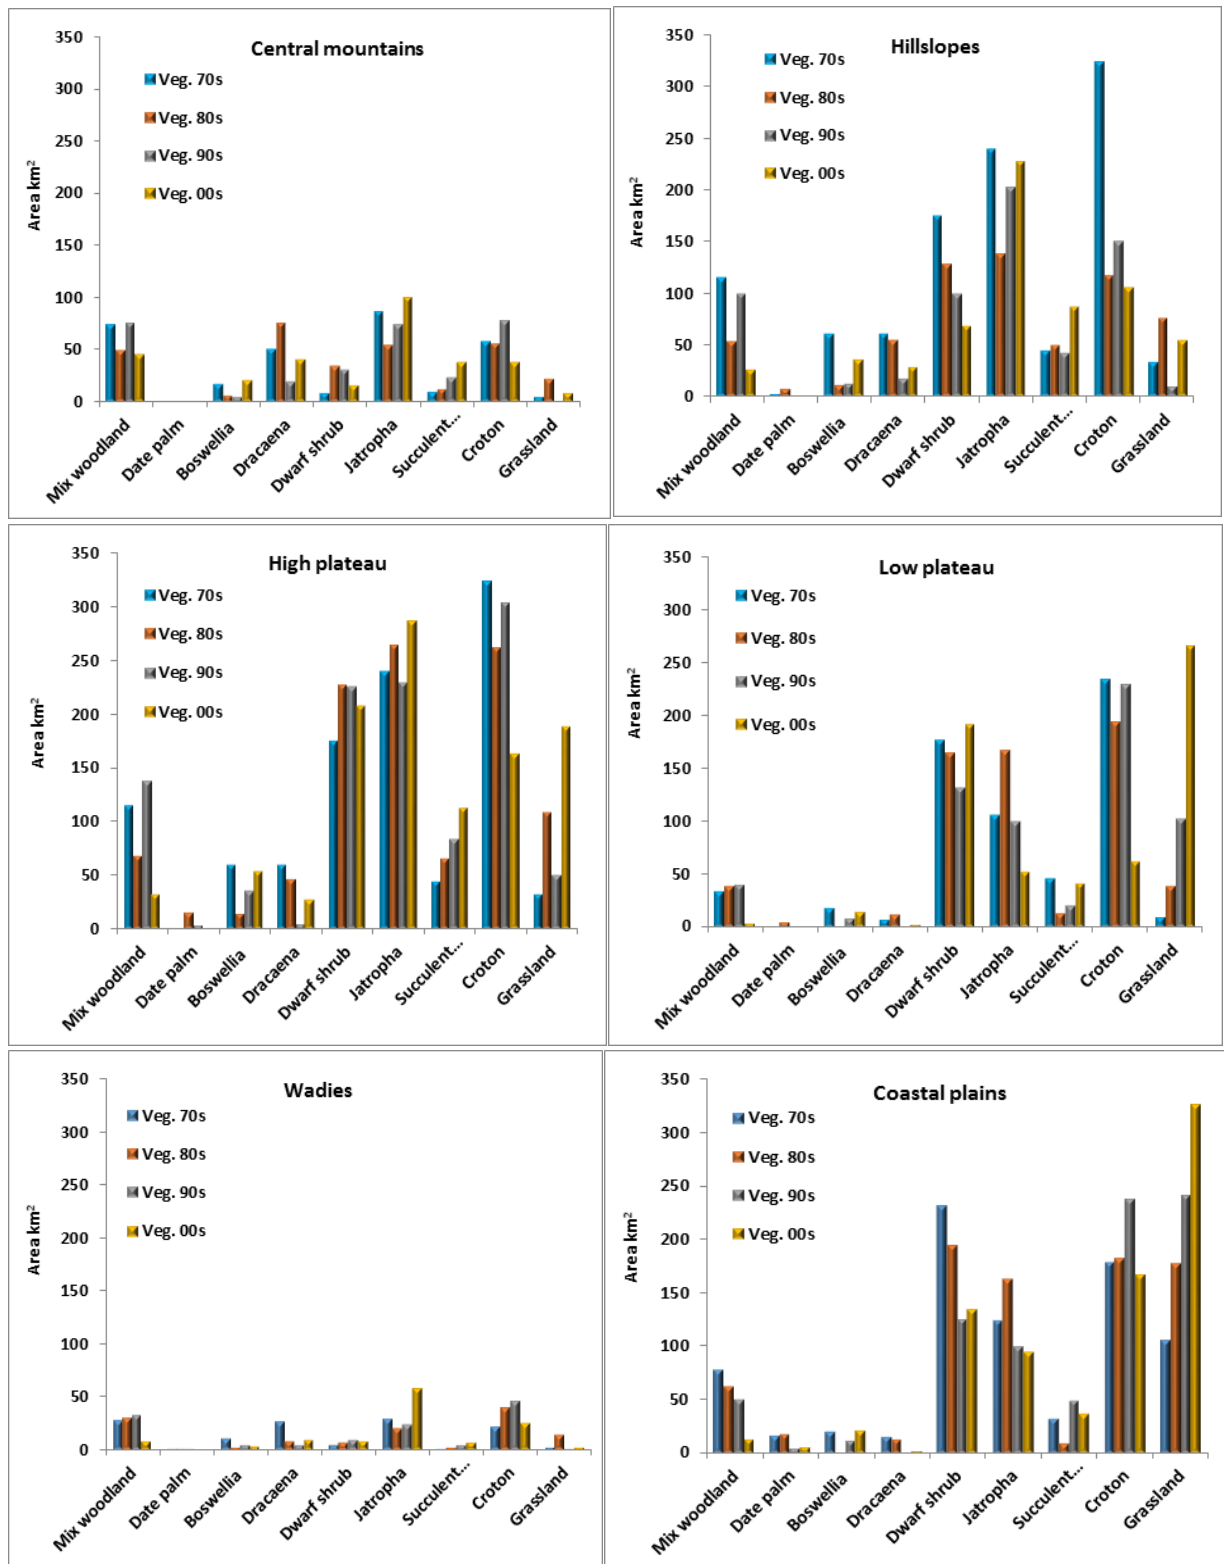 Central mountains
Area km²
350
300
250
200
150
100
50
0
Veg. 70s
Veg. 80s
Veg. 90s
Veg. 00s
Mix woodland
Date palm
Boswellia
Dracaena
Dwarf shrub
Jatropha
Succulent...
Croton
Grassland
Hillslopes
Area km²
350
300
250
200
150
100
50
0
Veg. 70s
Veg. 80s
Veg. 90s
Veg. 00s
Mix woodland
Date palm
Boswellia
Dracaena
Dwarf shrub
Jatropha
Succulent...
Croton
Grassland
High plateau
Area km²
350
300
250
200
150
100
50
0
Veg. 70s
Veg. 80s
Veg. 90s
Veg. 00s
Mix woodland
Date palm
Boswellia
Dracaena
Dwarf shrub
Jatropha
Succulent...
Croton
Grassland
Low plateau
Area km²
350
300
250
200
150
100
50
0
Veg. 70s
Veg. 80s
Veg. 90s
Veg. 00s
Mix woodland
Date palm
Boswellia
Dracaena
Dwarf shrub
Jatropha
Succulent...
Croton
Grassland
Wadies
Area km²
350
300
250
200
150
100
50
0
Veg. 70s
Veg. 80s
Veg. 90s
Veg. 00s
Mix woodland
Date palm
Boswellia
Dracaena
Dwarf shrub
Jatropha
Succulent...
Croton
Grassland
Coastal plains
Area km²
350
300
250
200
150
100
50
0
Veg. 70s
Veg. 80s
Veg. 90s
Veg. 00s
Mix woodland
Date palm
Boswellia
Dracaena
Dwarf shrub
Jatropha
Succulent...
Croton
Grassland